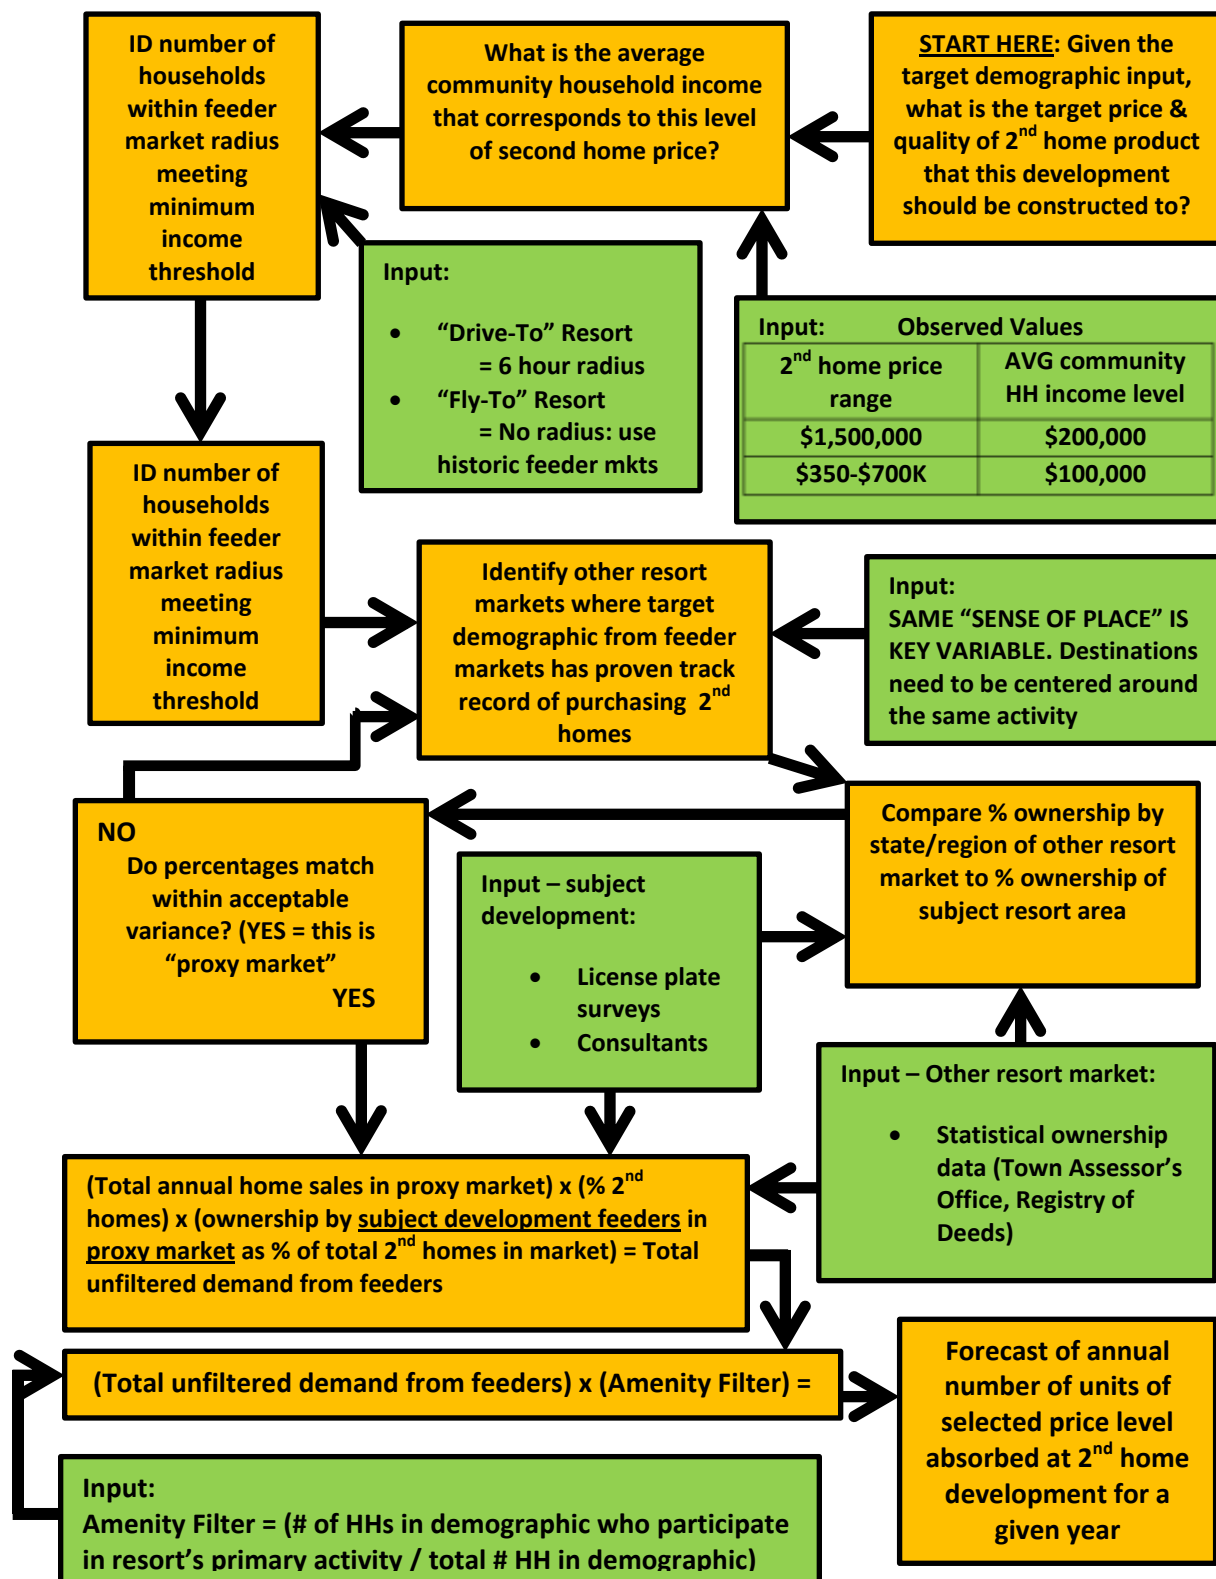 START HERE: Given the
target demographic input,
what is the target price &
quality of 2nd home product
that this development
should be constructed to?
What is the average
community household income
that corresponds to this level
of second home price?
ID number of
households
within feeder
market radius
meeting
minimum
income
threshold
Input:
• “Drive-To” Resort
= 6 hour radius
• “Fly-To” Resort
= No radius: use
historic feeder mkts
Input: Observed Values
2nd home price
range
AVG community
HH income level
$1,500,000 $200,000
$350-$700K $100,000
ID number of
households
within feeder
market radius
meeting
minimum
income
threshold
Identify other resort
markets where target
demographic from feeder
markets has proven track
record of purchasing 2nd
homes
Input:
SAME “SENSE OF PLACE” IS
KEY VARIABLE. Destinations
need to be centered around
the same activity
Compare % ownership by
state/region of other resort
market to % ownership of
subject resort area
NO
Do percentages match
within acceptable
variance? (YES = this is
“proxy market”
YES
Input – subject
development:
• License plate
surveys
• Consultants
Input – Other resort market:
• Statistical ownership
data (Town Assessor’s
Office, Registry of
Deeds)
(Total annual home sales in proxy market) x (% 2nd
homes) x (ownership by subject development feeders in
proxy market as % of total 2nd homes in market) = Total
unfiltered demand from feeders
(Total unfiltered demand from feeders) x (Amenity Filter) =
Forecast of annual
number of units of
selected price level
absorbed at 2nd home
development for a
given year
Input:
Amenity Filter = (# of HHs in demographic who participate
in resort’s primary activity / total # HH in demographic)